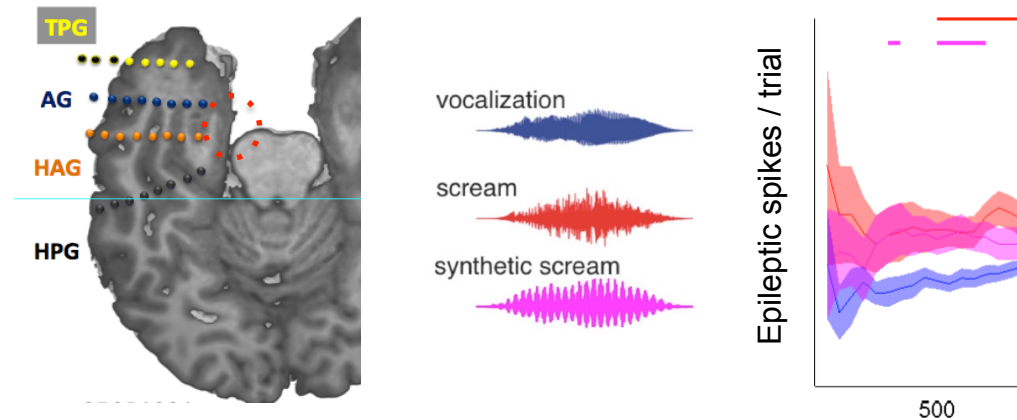 TPG
AG
HAG
HPG
vocalization
scream
synthetic scream
Epileptic spikes / trial
500